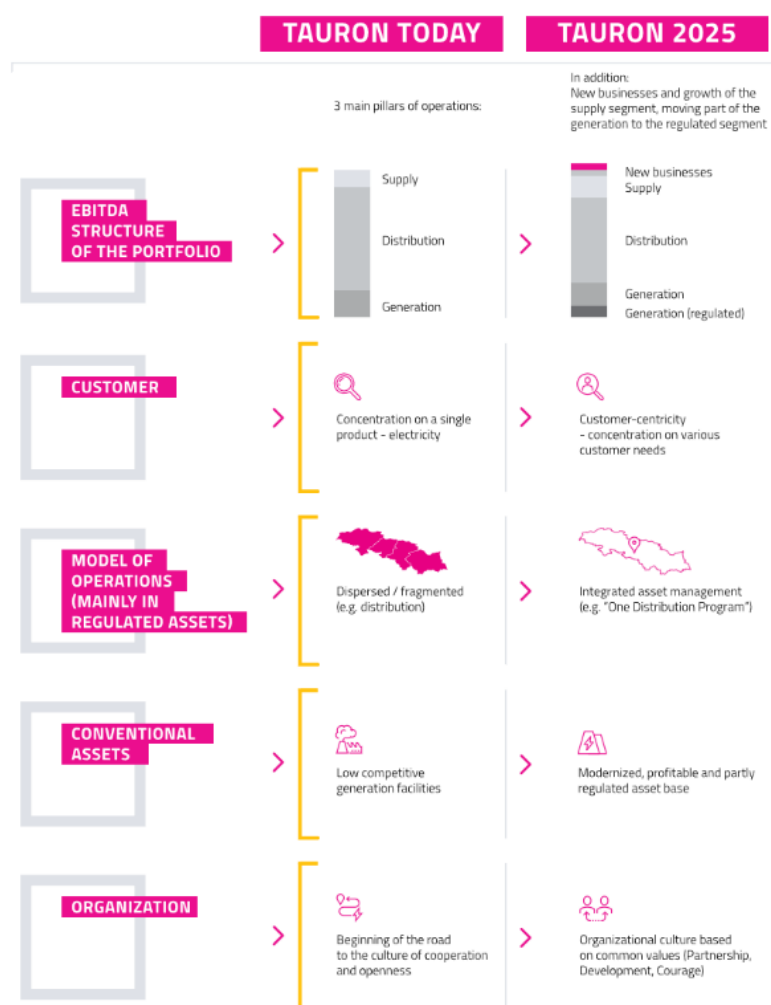 TAURON TODAY
TAURON 2025
3 main pillars of operations:
In addition:
New businesses and growth of the
supply segment, moving part of the
generation to the regulated segment
EBITDA
STRUCTURE
OF THE PORTFOLIO
Supply
Distribution
Generation
New businesses
Supply
Distribution
Generation
Generation (regulated)
CUSTOMER
Concentration on a single
product - electricity
Customer-centricity
- concentration on various
customer needs
MODEL OF
OPERATIONS
(MAINLY IN
REGULATED ASSETS)
Dispersed / fragmented
(e.g. distribution)
Integrated asset management
(e.g. "One Distribution Program")
CONVENTIONAL
ASSETS
Low competitive
generation facilities
Modernized, profitable and partly
regulated asset base
ORGANIZATION
Beginning of the road
to the culture of cooperation
and openness
Organizational culture based
on common values (Partnership,
Development, Courage)